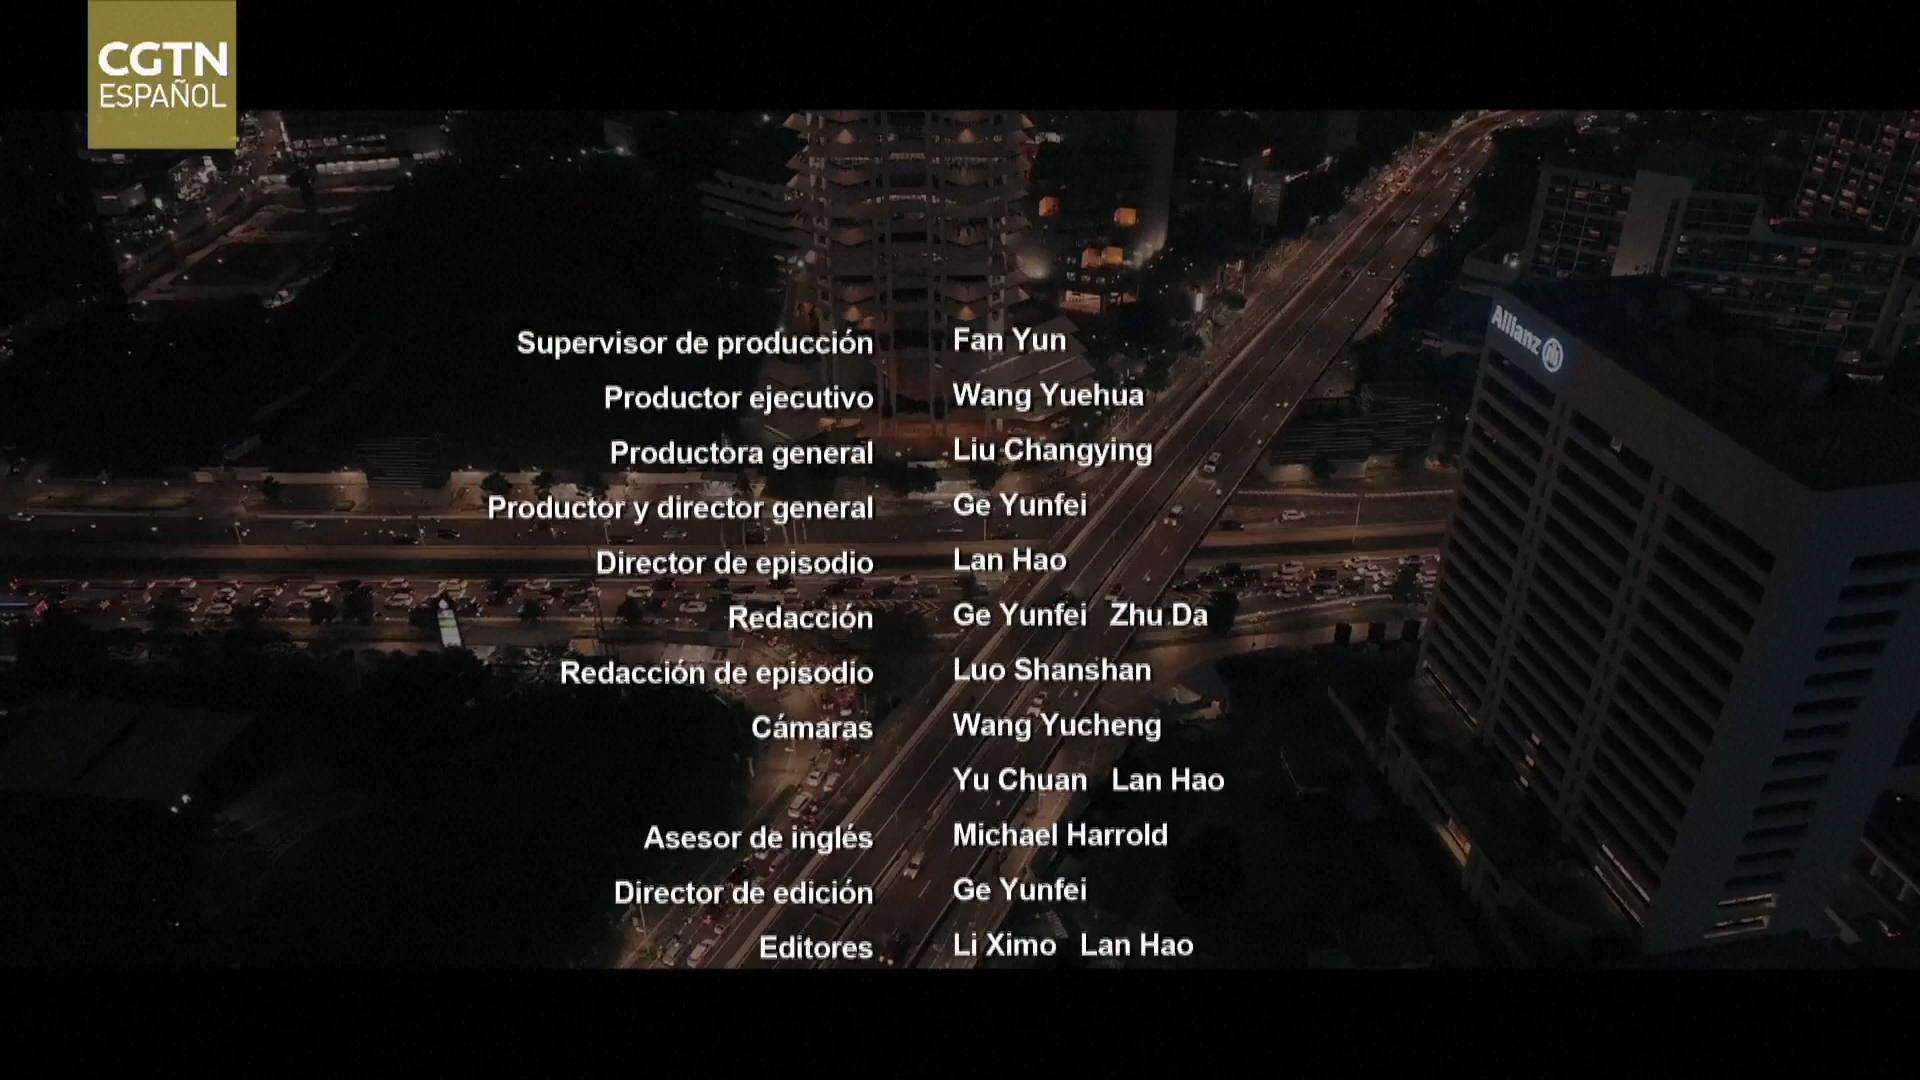 CGTN
ESPAÑOL
Allianz
Supervisor de producción Fan Yun
Productor ejecutivo Wang Yuehua
Productora general Liu Changying
Productor y director general Ge Yunfei
Director de episodio Lan Hao
Redacción Ge Yunfei Zhu Da
Redacción de episodio Luo Shanshan
Cámaras Wang Yucheng
Yu Chuan Lan Hao
Asesor de inglés Michael Harrold
Director de edición Ge Yunfei
Editores Li Ximo Lan Hao